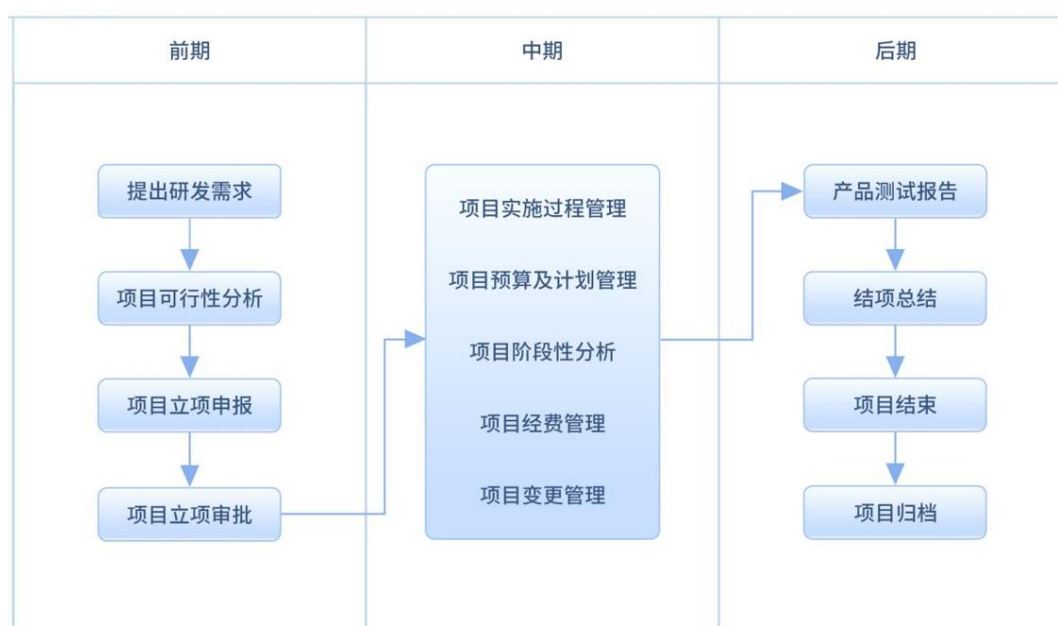 前期
中期
后期
提出研发需求
项目可行性分析
项目立项申报
项目立项审批
项目实施过程管理
项目预算及计划管理
项目阶段性分析
项目经费管理
项目变更管理
产品测试报告
结项总结
项目结束
项目归档